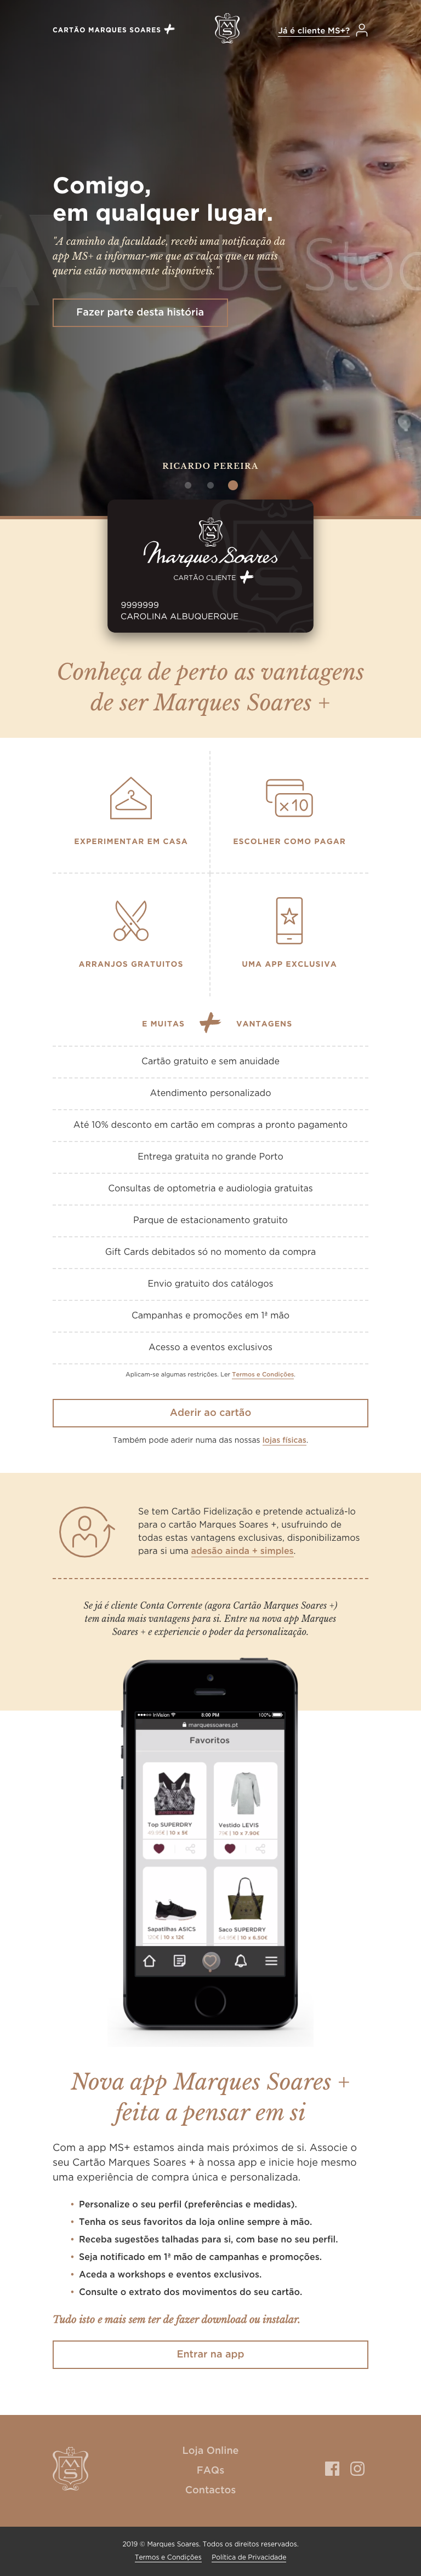 CARTÃO MARQUES SOARES
MS
Já é cliente MS+?
Comigo,
em qualquer lugar.
"A caminho da faculdade, recebi uma notificação da
app MS+ a informar-me que as calças que eu mais
queria estão novamente disponíveis."
Fazer parte desta história
RICARDO PEREIRA
MS
Marques Soares
CARTÃO CLIENTE
9999999
CAROLINA ALBUQUERQUE
Conheça de perto as vantagens
de ser Marques Soares +
EXPERIMENTAR EM CASA
x10
ESCOLHER COMO PAGAR
ARRANJOS GRATUITOS
UMA APP EXCLUSIVA
E MUITAS + VANTAGENS
Cartão gratuito e sem anuidade
Atendimento personalizado
Até 10% desconto em cartão em compras a pronto pagamento
Entrega gratuita no grande Porto
Consultas de optometria e audiologia gratuitas
Parque de estacionamento gratuito
Gift Cards debitados só no momento da compra
Envio gratuito dos catálogos
Campanhas e promoções em 1ª mão
Acesso a eventos exclusivos
Aplicam-se algumas restrições. Ler Termos e Condições.
Aderir ao cartão
Também pode aderir numa das nossas lojas físicas.
Se tem Cartão Fidelização e pretende actualizá-lo
para o cartão Marques Soares +, usufruindo de
todas estas vantagens exclusivas, disponibilizamos
para si uma adesão ainda + simples.
Se já é cliente Conta Corrente (agora Cartão Marques Soares +)
tem ainda mais vantagens para si. Entre na nova app Marques
Soares + e experiencie o poder da personalização.
InVision 8:00 PM 100%
marquessoares.pt
Favoritos
Top SUPERDRY
10 x 5€
Vestido LEVIS
10 x 7.90€
Sapatilhas ASICS
10 x 12€
Saco SUPERDRY
10 x 6.50€
Nova app Marques Soares +
feita a pensar em si
Com a app MS+ estamos ainda mais próximos de si. Associe o
seu Cartão Marques Soares + à nossa app e inicie hoje mesmo
uma experiência de compra única e personalizada.
• Personalize o seu perfil (preferências e medidas).
• Tenha os seus favoritos da loja online sempre à mão.
• Receba sugestões talhadas para si, com base no seu perfil.
• Seja notificado em 1ª mão de campanhas e promoções.
• Aceda a workshops e eventos exclusivos.
• Consulte o extrato dos movimentos do seu cartão.
Tudo isto e mais sem ter de fazer download ou instalar.
Entrar na app
MS
Loja Online
FAQs
Contactos
2019 © Marques Soares. Todos os direitos reservados.
Termos e Condições Política de Privacidade